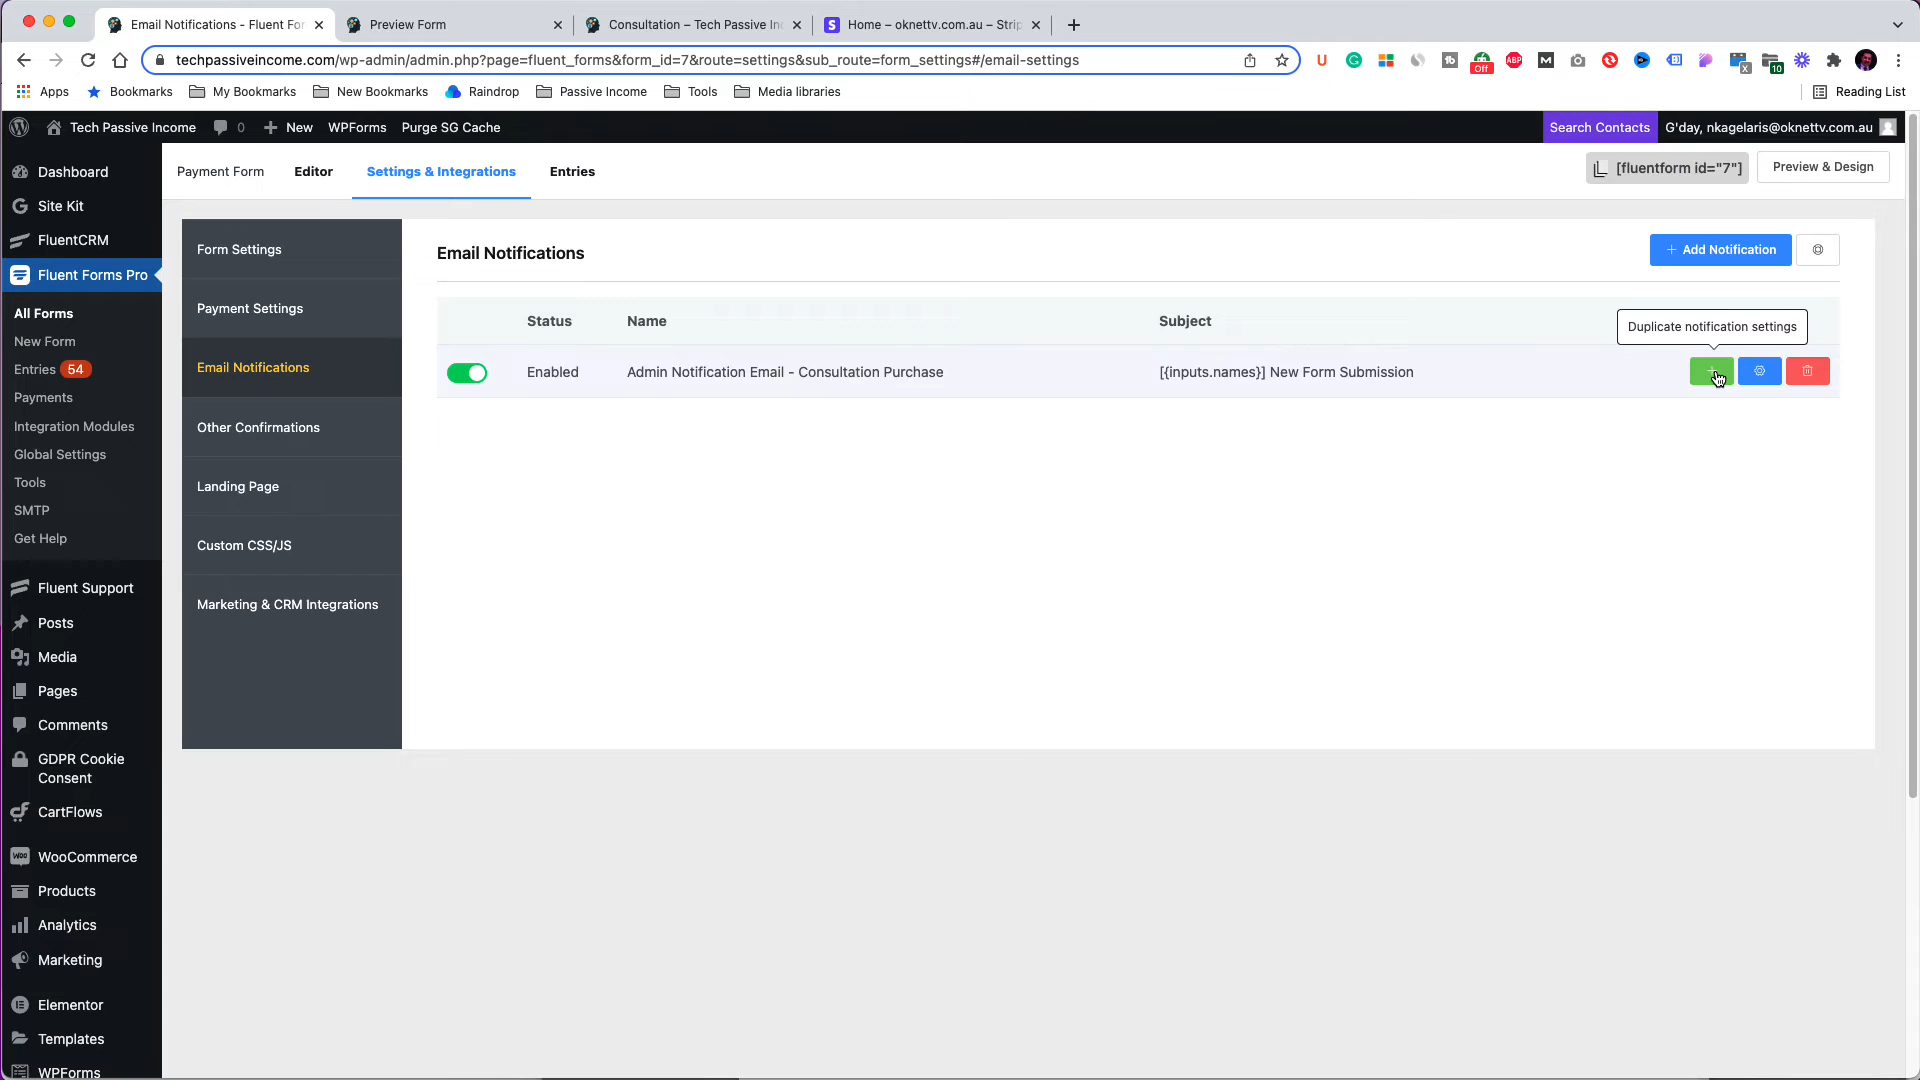 Email Notifications - Fluent For
Preview Form
Consultation – Tech Passive In
Home – oknettv.com.au – Strip
techpassiveincome.com/wp-admin/admin.php?page=fluent_forms&form_id=7&route=settings&sub_route=form_settings#/email-settings
Apps
Bookmarks
My Bookmarks
New Bookmarks
Raindrop
Passive Income
Tools
Media libraries
Reading List
Off
ABP
10
Tech Passive Income
0
New
WPForms
Purge SG Cache
Search Contacts
G'day, nkagelaris@oknettv.com.au
Dashboard
Site Kit
FluentCRM
Fluent Forms Pro
All Forms
New Form
Entries 54
Payments
Integration Modules
Global Settings
Tools
SMTP
Get Help
Fluent Support
Posts
Media
Pages
Comments
GDPR Cookie
Consent
CartFlows
WooCommerce
Products
Analytics
Marketing
Elementor
Templates
WPForms
Payment Form
Editor
Settings & Integrations
Entries
[fluentform id="7"]
Preview & Design
Form Settings
Payment Settings
Email Notifications
Other Confirmations
Landing Page
Custom CSS/JS
Marketing & CRM Integrations
Email Notifications
Add Notification
Status
Name
Subject
Duplicate notification settings
Enabled
Admin Notification Email - Consultation Purchase
[{inputs.names}] New Form Submission